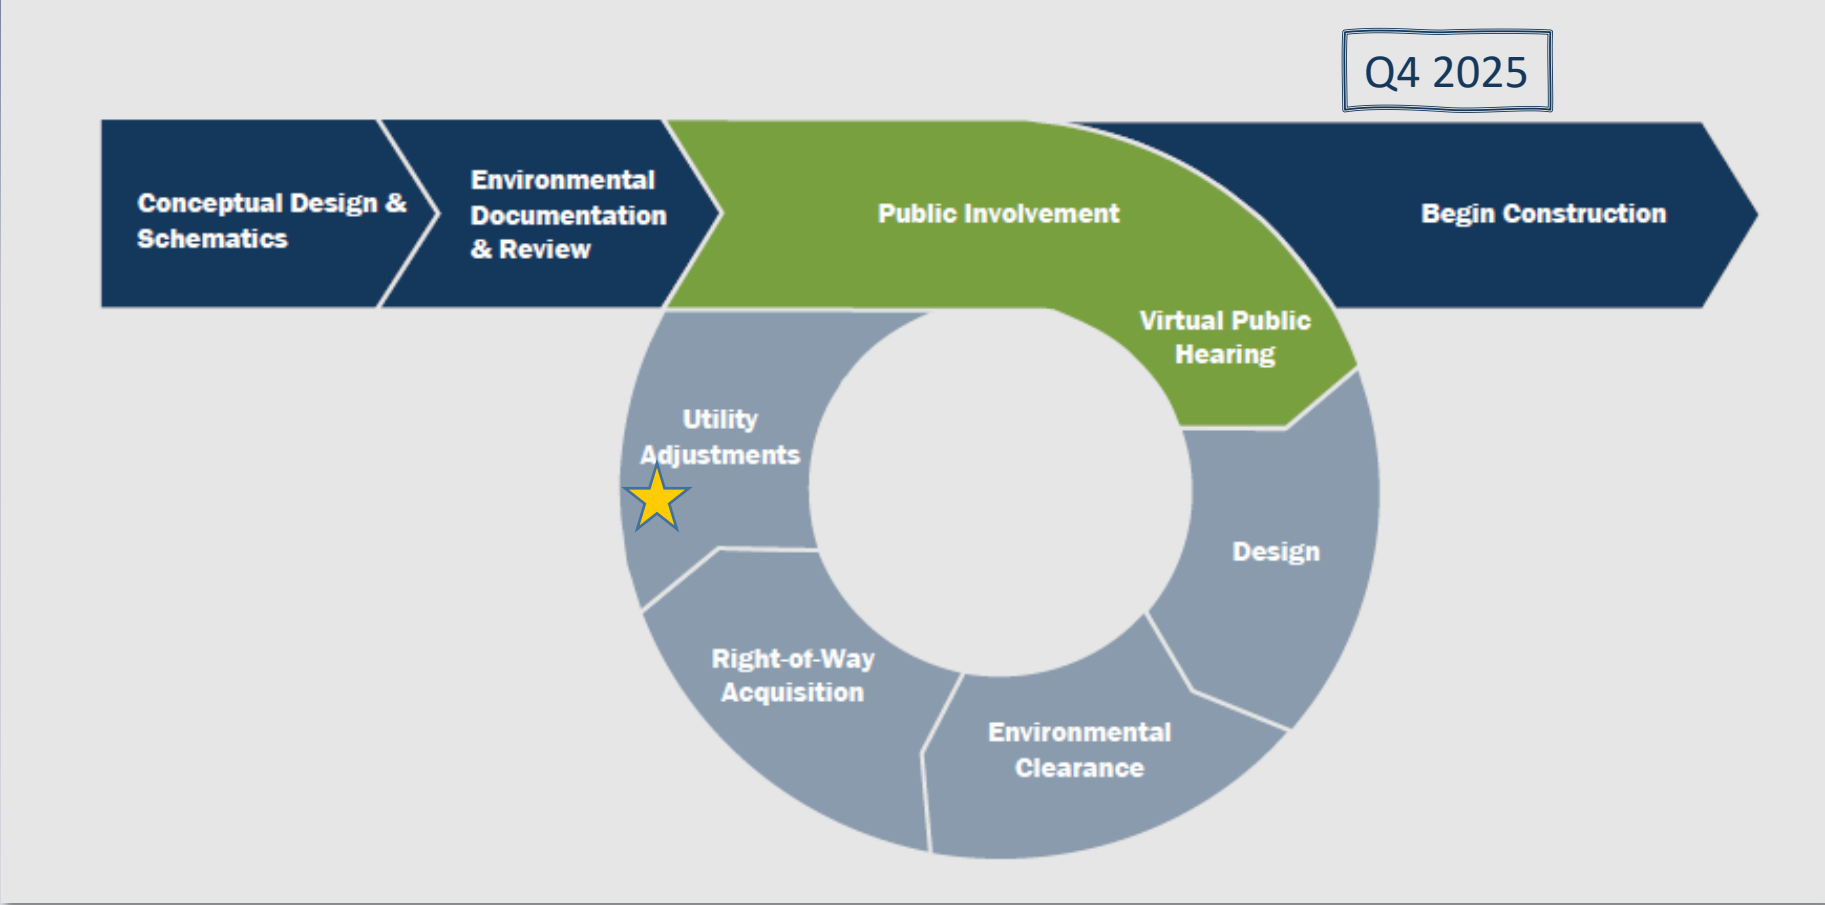 Q4 2025
Conceptual Design &
Schematics
Environmental
Documentation
& Review
Public Involvement
Begin Construction
Virtual Public
Hearing
Utility
Adjustments
Design
Right-of-Way
Acquisition
Environmental
Clearance